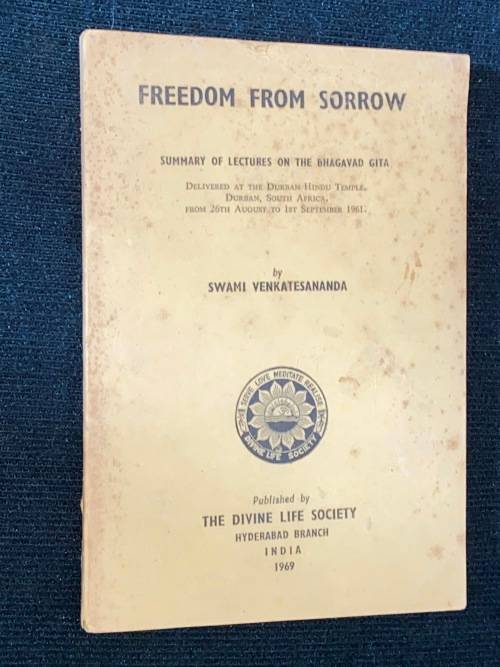 FREEDOM FROM SORROW
SUMMARY OF LECTURES ON THE BHAGAVAD GITA
DELIVERED AT THE DURBAN HINDU TEMPLE,
DURBAN, SOUTH AFRICA,
FROM 26TH AUGUST TO 1ST SEPTEMBER 1961.
by
SWAMI VENKATESANANDA
SERVE LOVE MEDITATE REALISE
DIVINE LIFE SOCIETY
Published by
THE DIVINE LIFE SOCIETY
HYDERABAD BRANCH
INDIA
1969